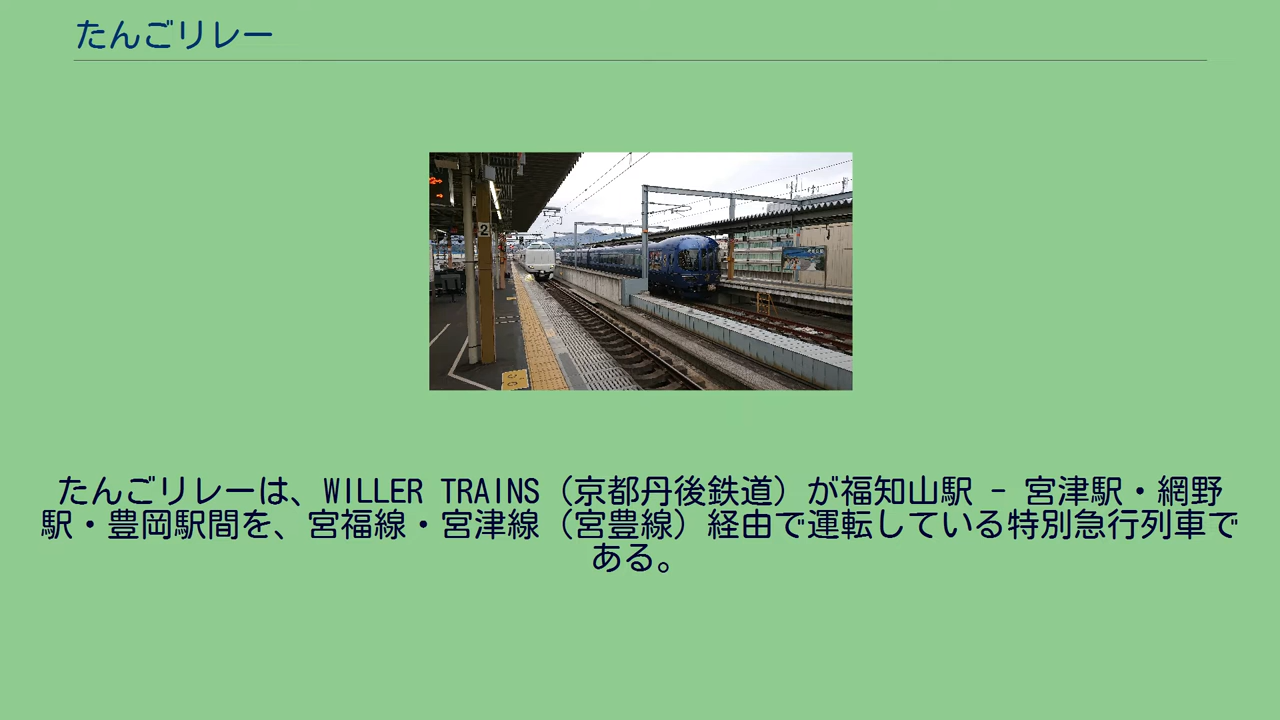 たんごリレー
2
たんごリレーは、WILLER TRAINS（京都丹後鉄道）が福知山駅 - 宮津駅・網野
駅・豊岡駅間を、宮福線・宮津線（宮豊線）経由で運転している特別急行列車で
ある。